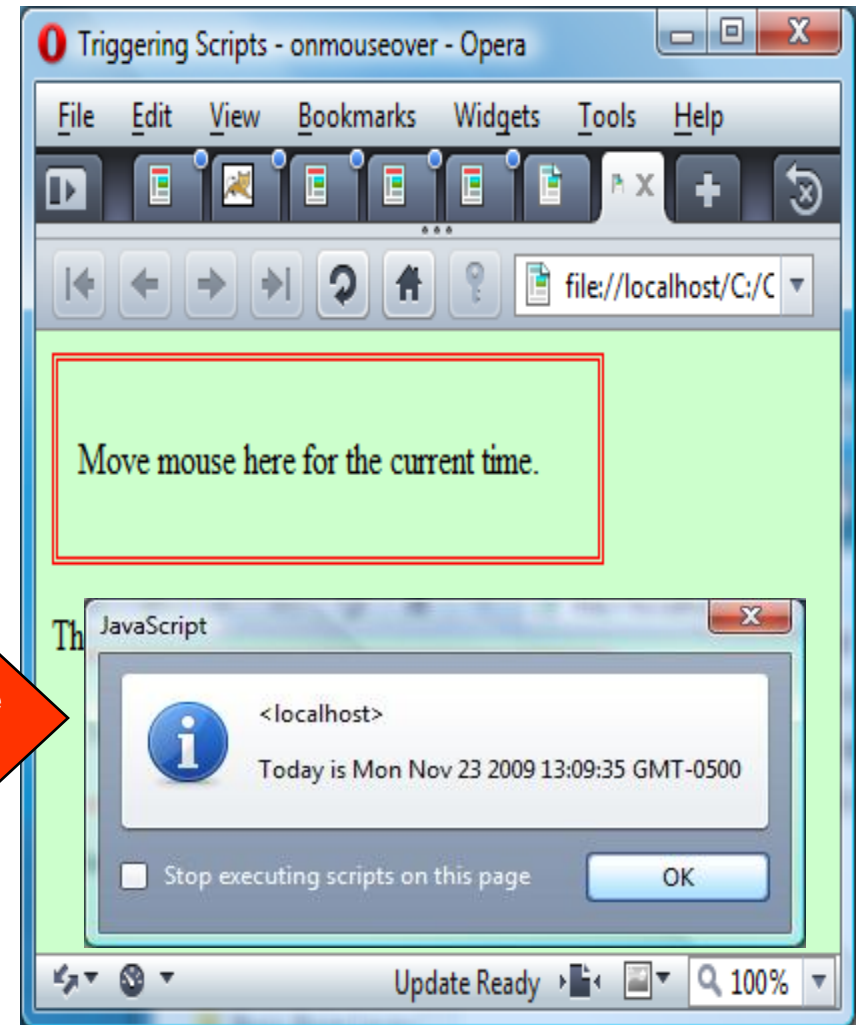 Triggering Scripts - onmouseover - Opera
File Edit View Bookmarks Widgets Tools Help
file://localhost/C:/C
Move mouse here for the current time.
Th
JavaScript
<localhost>
Today is Mon Nov 23 2009 13:09:35 GMT-0500
Stop executing scripts on this page
OK
Update Ready
100%